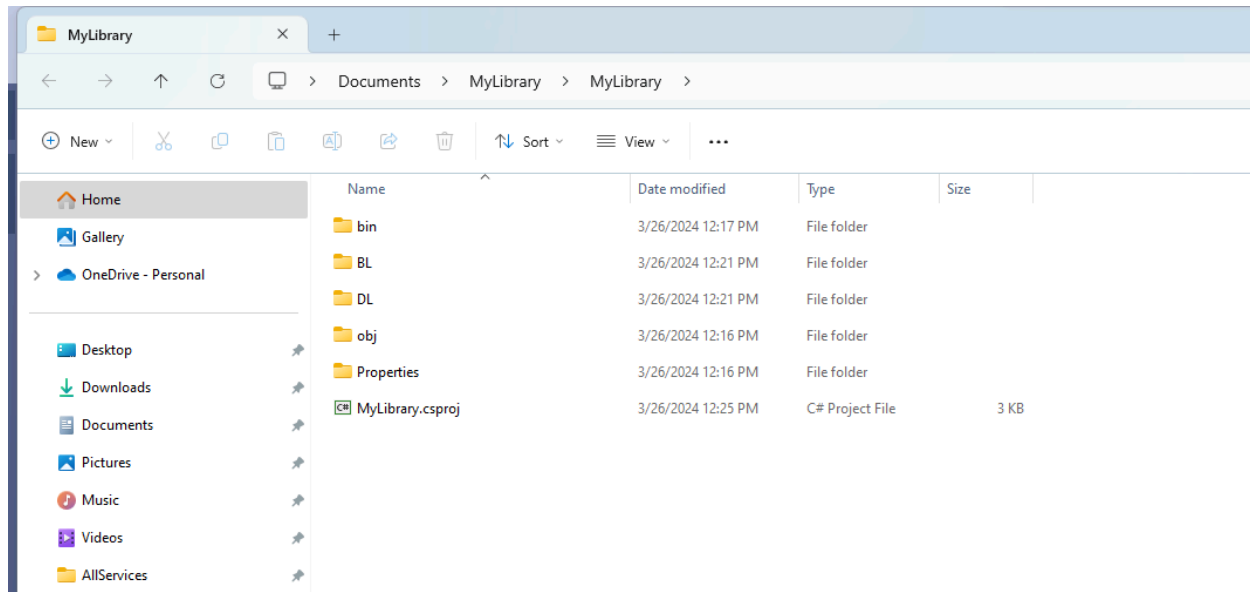 MyLibrary
Documents > MyLibrary > MyLibrary >
New Sort View ...
Name Date modified Type Size
Home
Gallery
OneDrive - Personal
Desktop
Downloads
Documents
Pictures
Music
Videos
AllServices
bin 3/26/2024 12:17 PM File folder
BL 3/26/2024 12:21 PM File folder
DL 3/26/2024 12:21 PM File folder
obj 3/26/2024 12:16 PM File folder
Properties 3/26/2024 12:16 PM File folder
C# MyLibrary.csproj 3/26/2024 12:25 PM C# Project File 3 KB